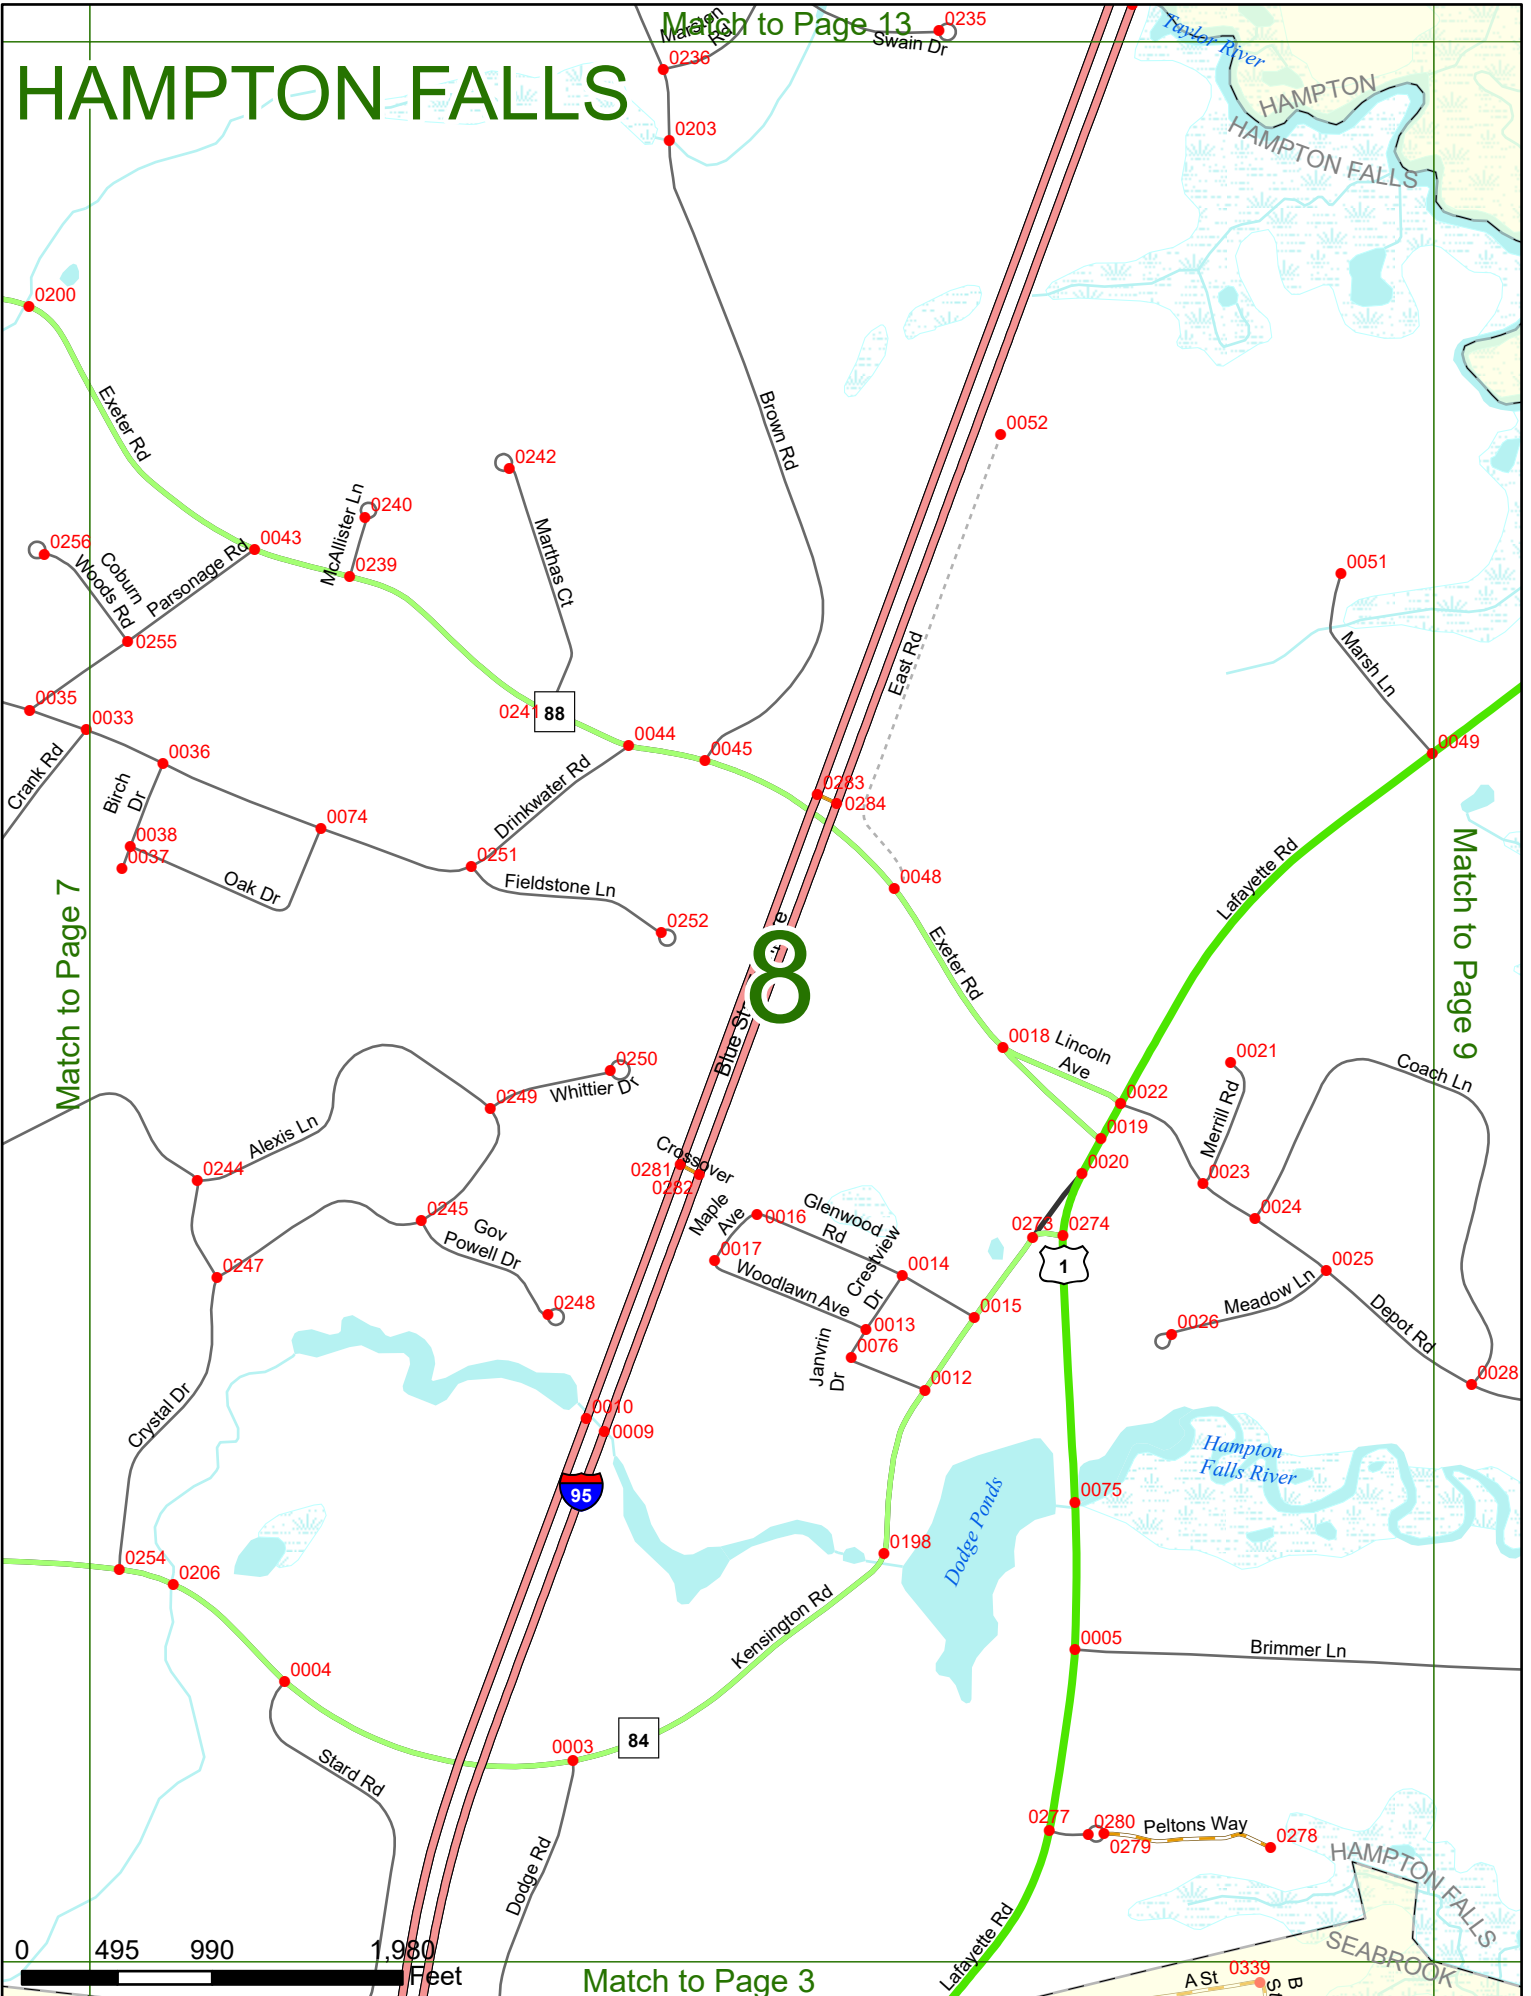 Match to Page 13
HAMPTON FALLS
Marston
Rd
0236
Swain Dr
0235
Taylor River
HAMPTON
HAMPTON FALLS
0203
0200
Exeter Rd
Brown Rd
0052
0242
McAllister Ln
0240
Marthas Ct
0256
Coburn
Woods Rd
Parsonage Rd
0043
0239
0051
0255
East Rd
Marsh Ln
0035
0033
0241
88
0044
0045
0049
0036
Crank Rd
Birch
Dr
Drinkwater Rd
0283
0284
0074
0038
0037
0251
Oak Dr
Fieldstone Ln
0048
Lafayette Rd
0252
Match to Page 7
Match to Page 9
Exeter Rd
8
Blue St
0018
Lincoln
Ave
0021
0250
Whittier Dr
0249
Coach Ln
0022
Alexis Ln
0019
Merrill Rd
Crossover
0281
0282
0244
0020
0023
Maple
Ave
0016
Glenwood
Rd
0245
Gov
Powell Dr
0273
0274
0024
0017
1
0247
Crestview
Dr
0014
0025
Woodlawn Ave
Meadow Ln
0248
0015
0013
0026
Depot Rd
0076
Janvrin
Dr
0012
0028
Crystal Dr
0010
0009
Hampton
Falls River
95
0075
Dodge Ponds
0198
0254
0206
Kensington Rd
0005
Brimmer Ln
0004
84
0003
Stard Rd
0277
0280
0279
Peltons Way
0278
Dodge Rd
HAMPTON FALLS
SEABROOK
Lafayette Rd
0 495 990 1,980
Feet
Match to Page 3
A St
0339
B
St